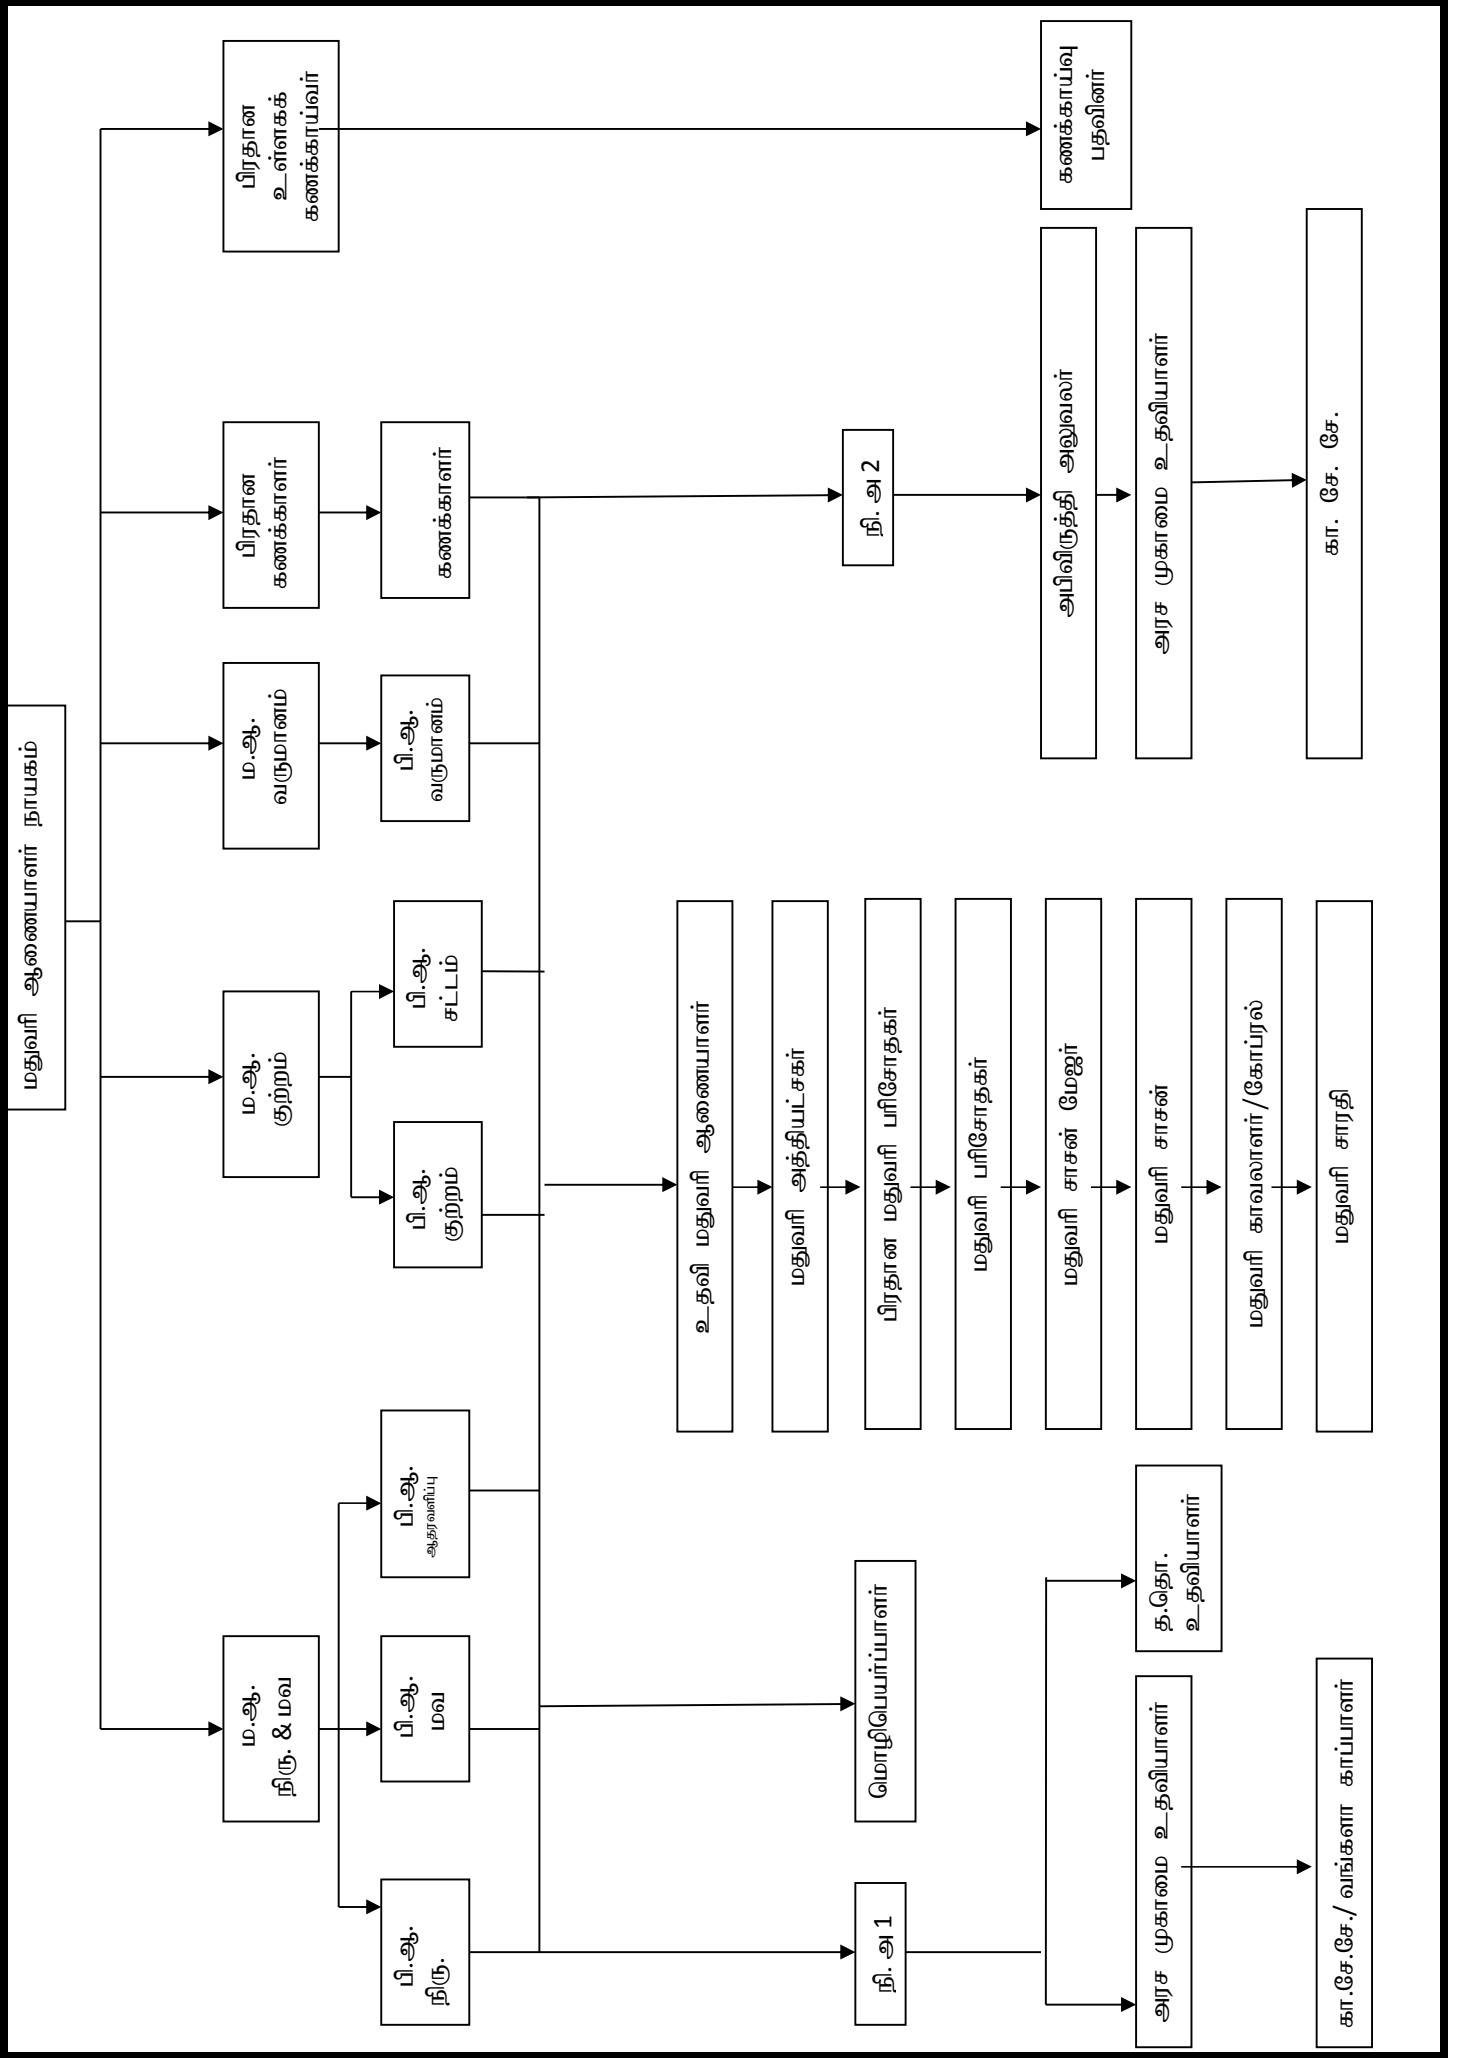 மதுவரி ஆணையாளர் நாயகம்
ம.ஆ.
நிரு. & மவ
ம.ஆ.
குற்றம்
ம.ஆ.
வருமானம்
பிரதான
கணக்காளர்
பிரதான
உள்ளகக்
கணக்காய்வர்
பி.ஆ.
நிரு.
பி.ஆ.
மவ
பி.ஆ.
ஆதரவளிப்பு
பி.ஆ.
குற்றம்
பி.ஆ.
சட்டம்
பி.ஆ.
வருமானம்
கணக்காளர்
உதவி மதுவரி ஆணையாளர்
மதுவரி அத்தியட்சகர்
பிரதான மதுவரி பரிசோதகர்
மதுவரி பரிசோதகர்
மதுவரி சாசன் மேஜர்
மதுவரி சாசன்
மதுவரி காவலாளர்/கோப்ரல்
மதுவரி சாரதி
நி. அ 1
மொழிபெயர்ப்பாளர்
நி. அ 2
அபிவிருத்தி அலுவலர்
கணக்காய்வு
பதவினர்
அரச முகாமை உதவியாளர்
த.தொ.
உதவியாளர்
அரச முகாமை உதவியாளர்
கா.சே.சே./ வங்களா காப்பாளர்
கா. சே. சே.